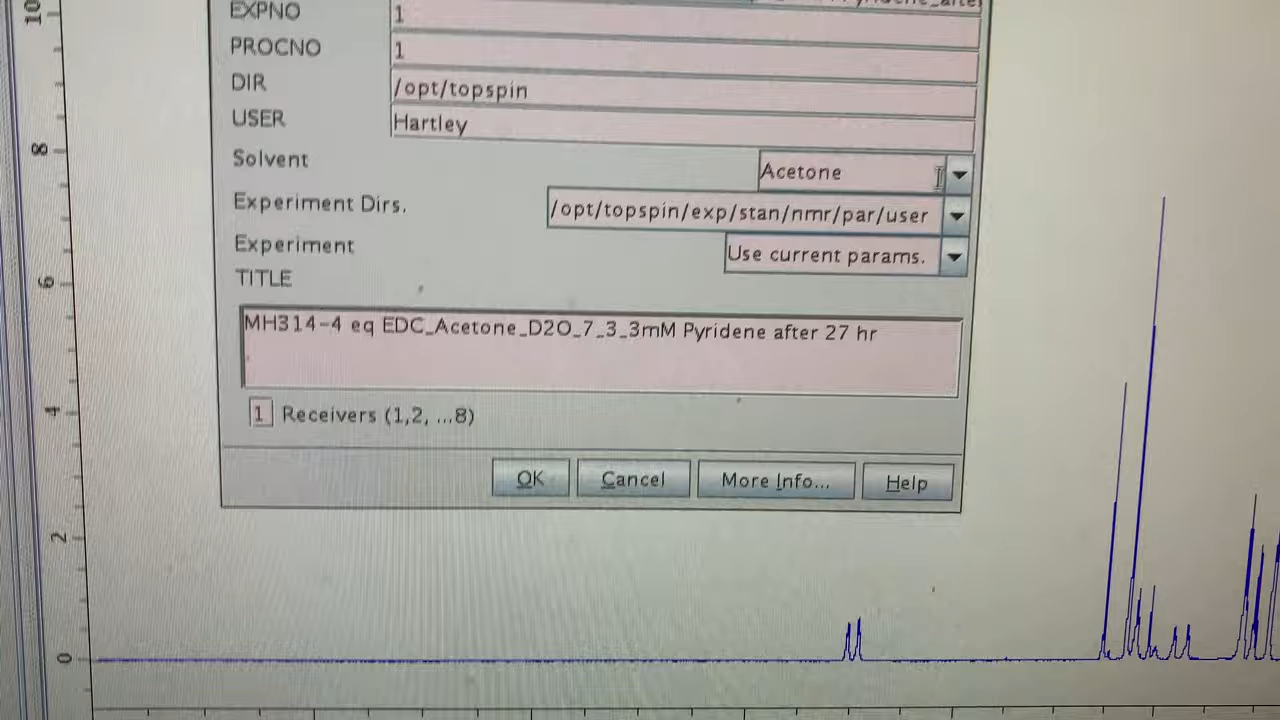 EXPNO 1
PROCNO 1
DIR /opt/topspin
USER Hartley
Solvent Acetone
Experiment Dirs. /opt/topspin/exp/stan/nmr/par/user
Experiment Use current params.
TITLE
MH314-4 eq EDC_Acetone_D2O_7_3_3mM Pyridene after 27 hr
1 Receivers (1,2, ...8)
OK Cancel More Info... Help
10
8
6
4
2
0